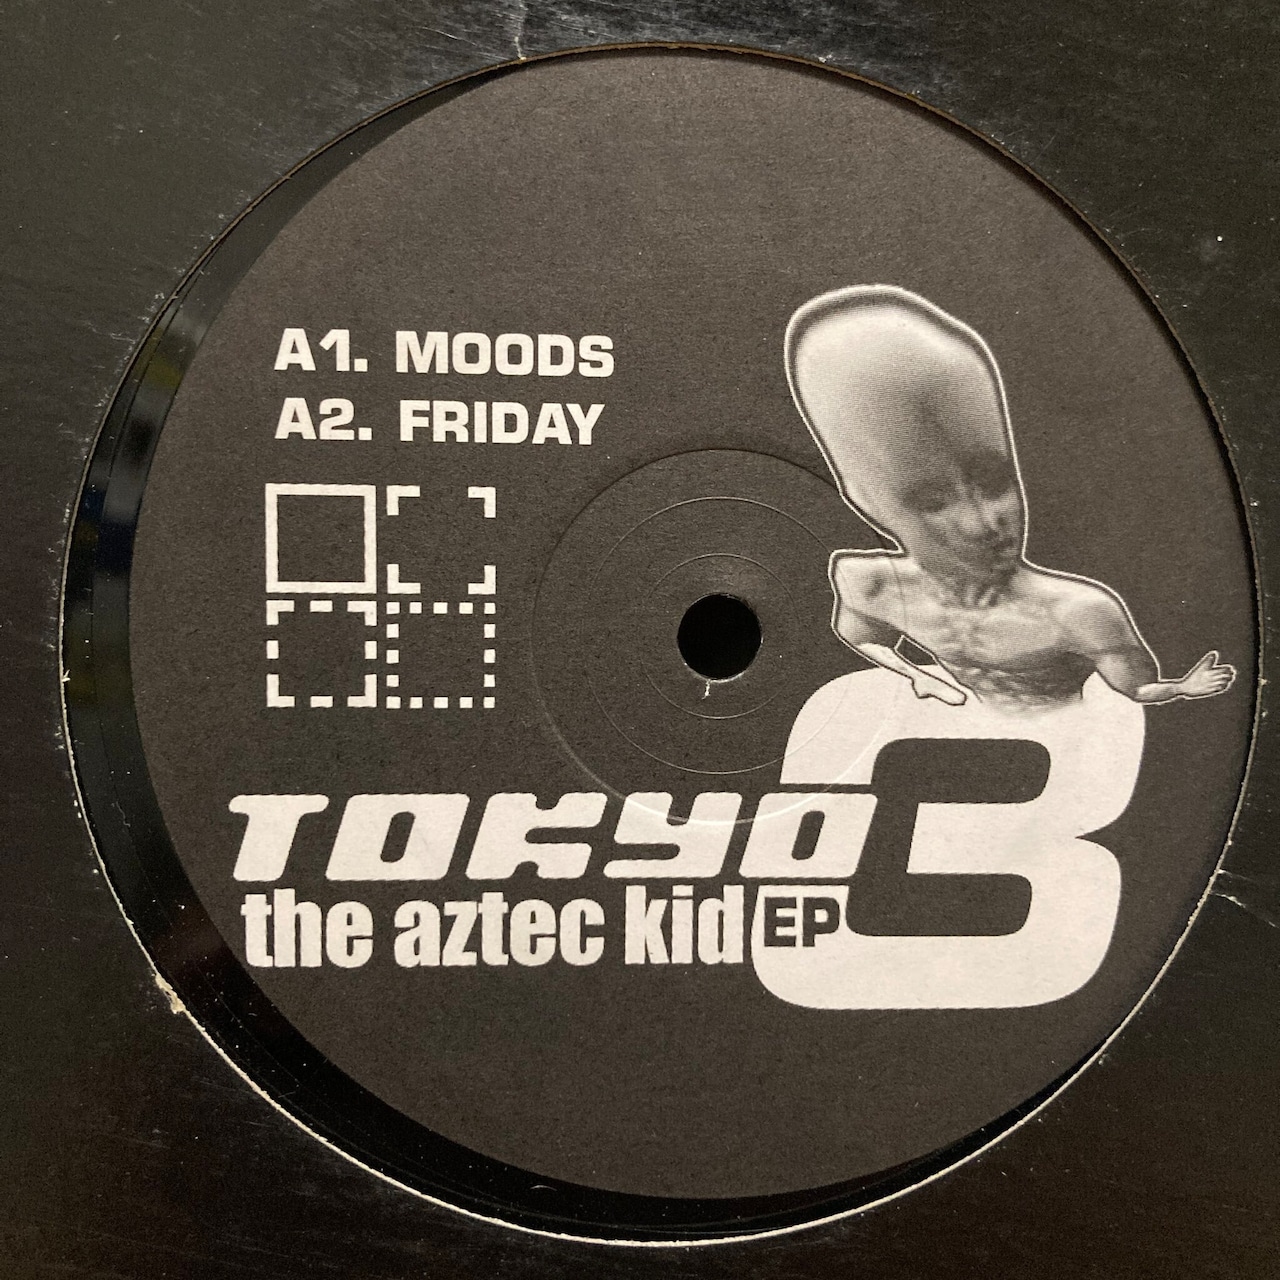 A1. MOODS
A2. FRIDAY
TOKYO 3
the aztec kid EP